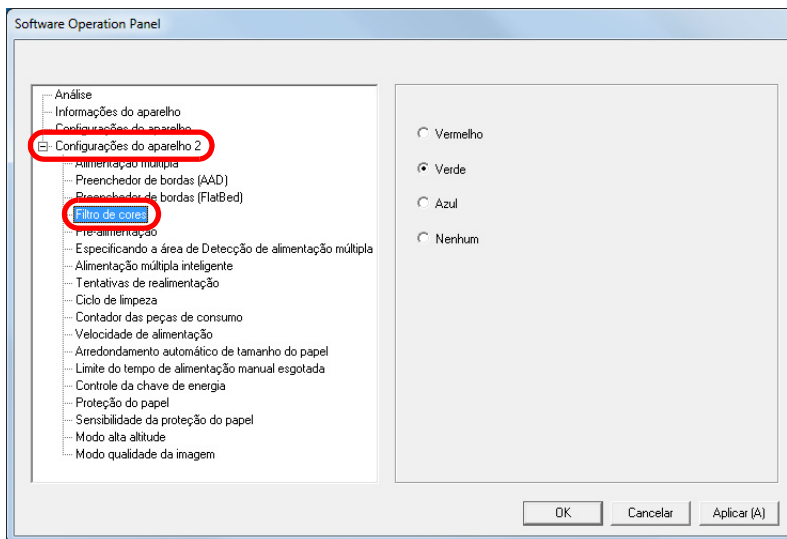 Software Operation Panel
Análise
Informações do aparelho
Configurações do aparelho
Configurações do aparelho 2
Alimentação múltipla
Preenchedor de bordas (AAD)
Preenchedor de bordas (FlatBed)
Filtro de cores
Pré-alimentação
Especificando a área de Detecção de alimentação múltipla
Alimentação múltipla inteligente
Tentativas de realimentação
Ciclo de limpeza
Contador das peças de consumo
Velocidade de alimentação
Arredondamento automático de tamanho do papel
Limite do tempo de alimentação manual esgotada
Controle da chave de energia
Proteção do papel
Sensibilidade da proteção do papel
Modo alta altitude
Modo qualidade da imagem
Vermelho
Verde
Azul
Nenhum
OK
Cancelar
Aplicar (A)